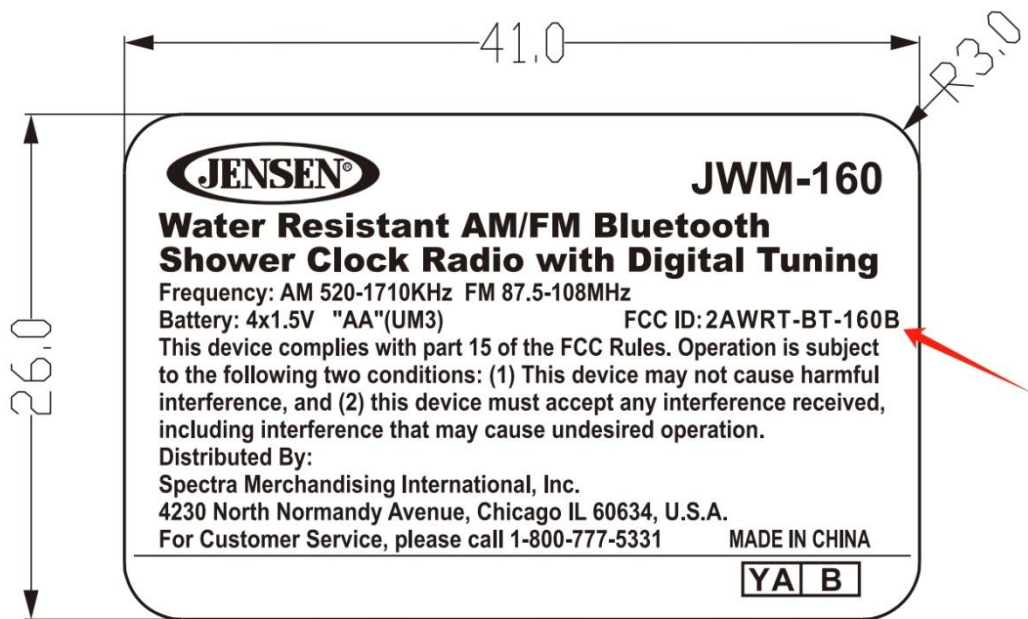 41.0
R3.0
26.0
JENSEN®
JWM-160
Water Resistant AM/FM Bluetooth
Shower Clock Radio with Digital Tuning
Frequency: AM 520-1710KHz FM 87.5-108MHz
Battery: 4x1.5V "AA"(UM3) FCC ID: 2AWRT-BT-160B
This device complies with part 15 of the FCC Rules. Operation is subject
to the following two conditions: (1) This device may not cause harmful
interference, and (2) this device must accept any interference received,
including interference that may cause undesired operation.
Distributed By:
Spectra Merchandising International, Inc.
4230 North Normandy Avenue, Chicago IL 60634, U.S.A.
For Customer Service, please call 1-800-777-5331 MADE IN CHINA
YA B